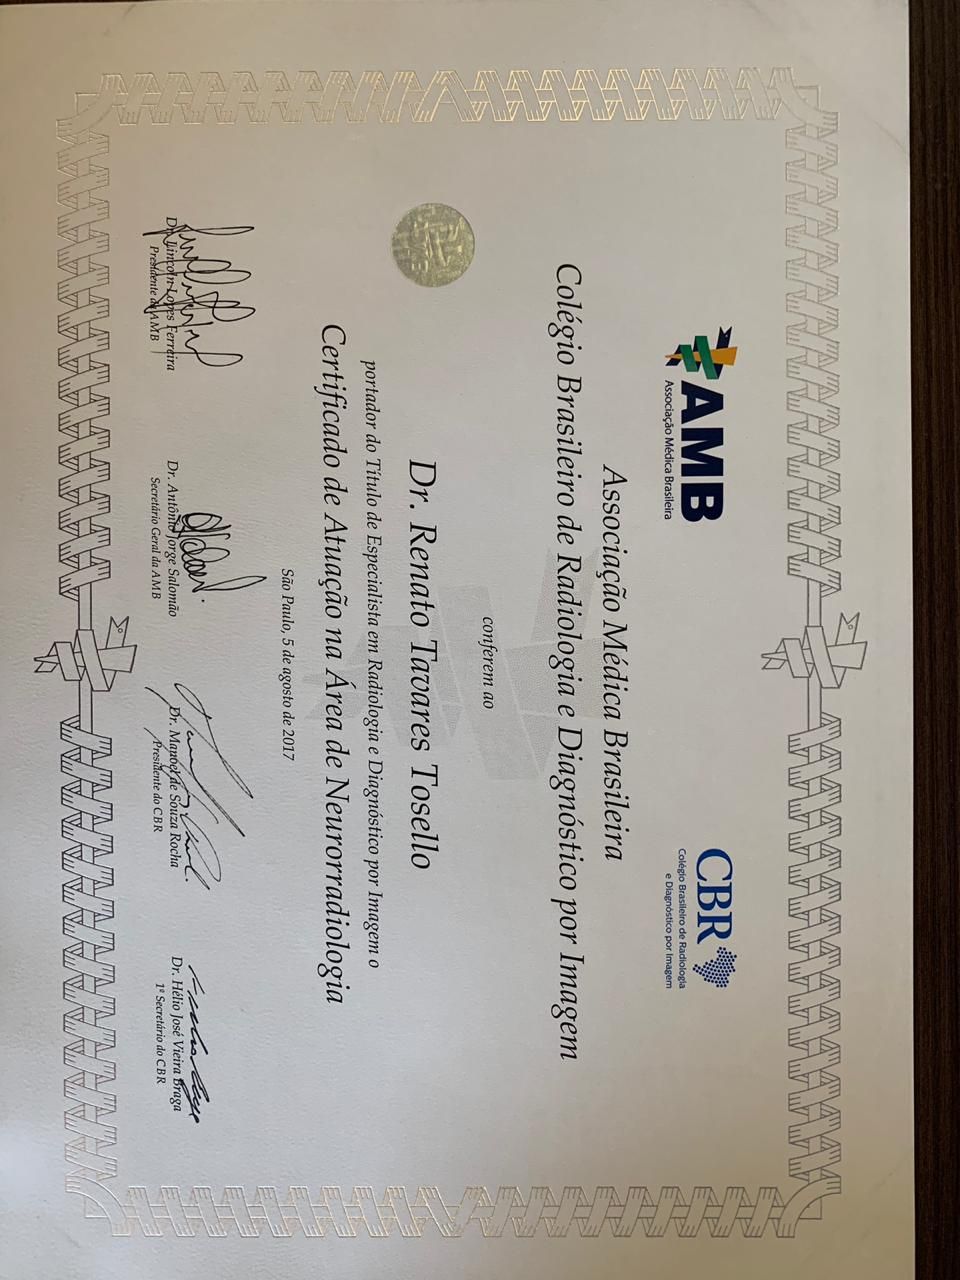 AMB
Associação Médica Brasileira
CBR
Colégio Brasileiro de Radiologia
e Diagnóstico por Imagem
Associação Médica Brasileira
Colégio Brasileiro de Radiologia e Diagnóstico por Imagem
conferem ao
Dr. Renato Tavares Tosello
portador do Título de Especialista em Radiologia e Diagnóstico por Imagem o
Certificado de Atuação na Área de Neurorradiologia
São Paulo, 5 de agosto de 2017
Dr. Lincoln Lopes Ferreira
Presidente da AMB
Dr. Antônio Jorge Salomão
Secretário Geral da AMB
Dr. Manoel de Souza Rocha
Presidente do CBR
Dr. Hélio José Vieira Braga
1º Secretário do CBR